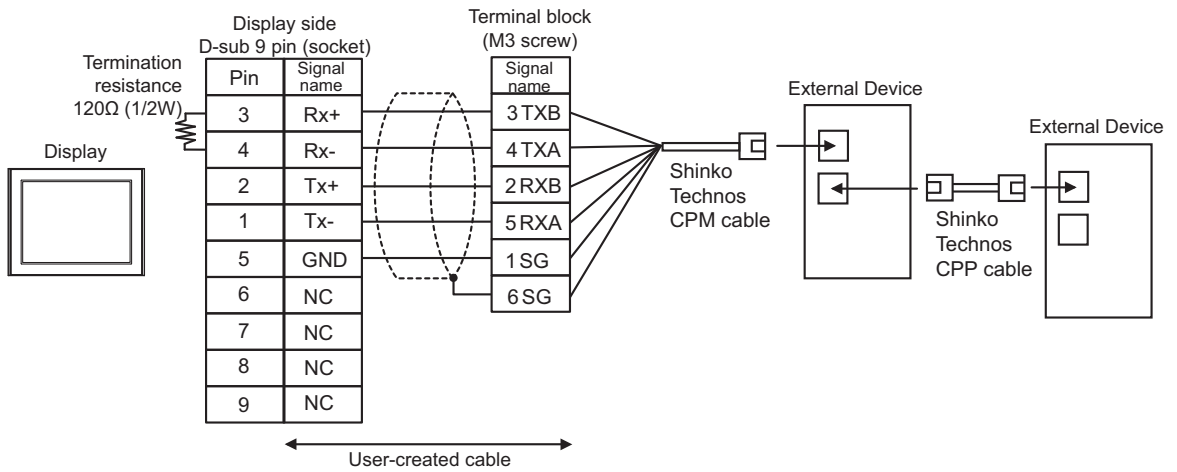 Display side
D-sub 9 pin (socket)
Terminal block
(M3 screw)
Termination
resistance
120Ω (1/2W)
Pin
Signal
name
Signal
name
3
Rx+
3 TXB
4
Rx-
4 TXA
2
Tx+
2 RXB
1
Tx-
5 RXA
5
GND
1 SG
6
NC
6 SG
7
NC
8
NC
9
NC
Display
User-created cable
Shinko
Technos
CPM cable
External Device
Shinko
Technos
CPP cable
External Device